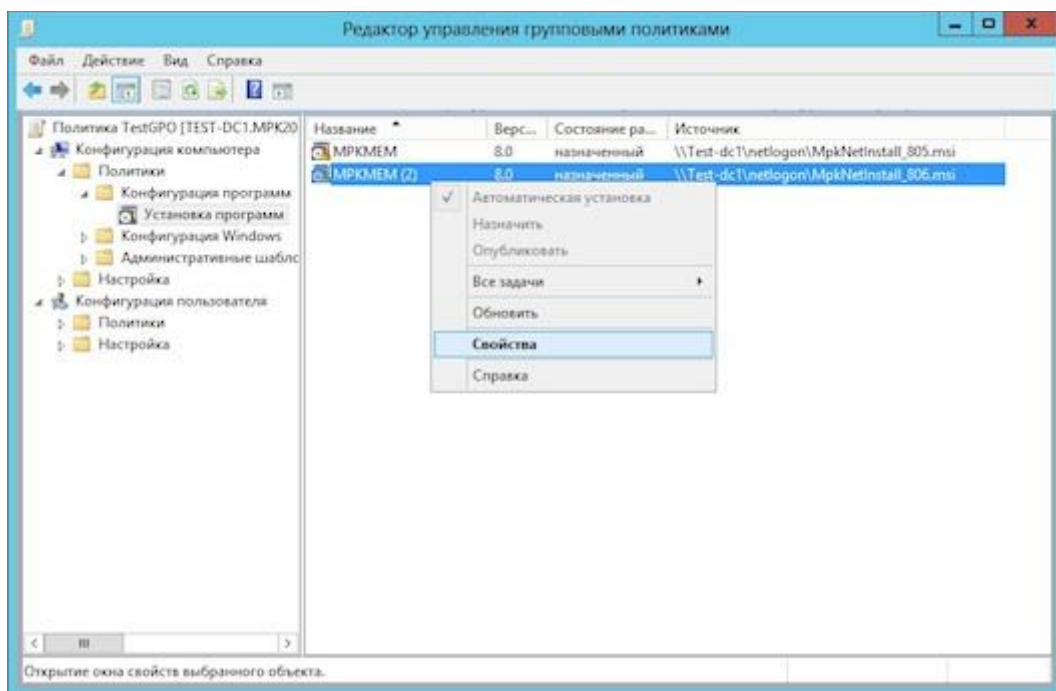 Редактор управления групповыми политиками
Файл Действие Вид Справка
Политика TestGPO [TEST-DC1.MPK20
Конфигурация компьютера
Политики
Конфигурация программ
Установка программ
Конфигурация Windows
Административные шабло
Настройка
Конфигурация пользователя
Политики
Настройка
Название Верс... Состояние ра... Источник
MPKMEM 8.0 назначенный \\Test-dc1\netlogon\MpkNetInstall_805.msi
MPKMEM (2) 8.0 назначенный \\Test-dc1\netlogon\MpkNetInstall_806.msi
Автоматическая установка
Назначить
Опубликовать
Все задачи
Обновить
Свойства
Справка
Открытие окна свойств выбранного объекта.